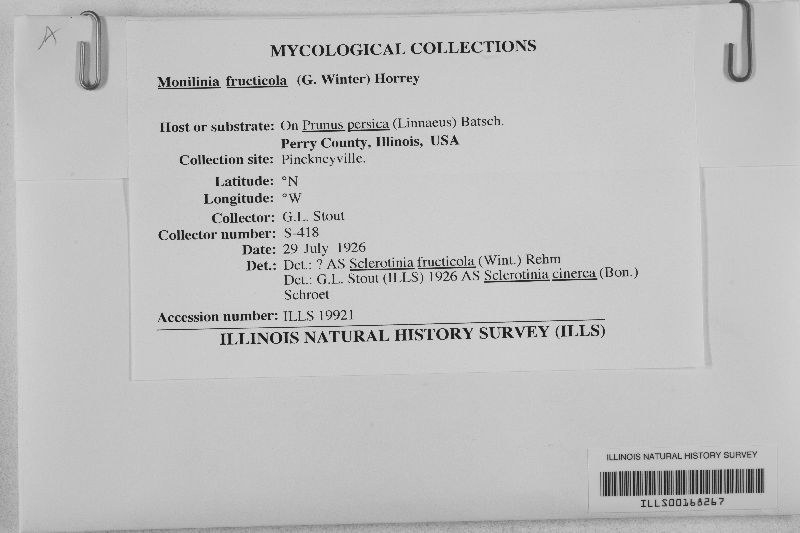 A
MYCOLOGICAL COLLECTIONS
Monilinia fructicola (G. Winter) Horrey
Host or substrate: On Prunus persica (Linnaeus) Batsch.
Perry County, Illinois, USA
Collection site: Pinckneyville.
Latitude: °N
Longitude: °W
Collector: G.L. Stout
Collector number: S-418
Date: 29 July 1926
Det.: Det.: ? AS Sclerotinia fructicola (Wint.) Rehm
Det.: G.L. Stout (ILLS) 1926 AS Sclerotinia cinerea (Bon.)
Schroet
Accession number: ILLS 19921
ILLINOIS NATURAL HISTORY SURVEY (ILLS)
ILLINOIS NATURAL HISTORY SURVEY
ILLS00168267